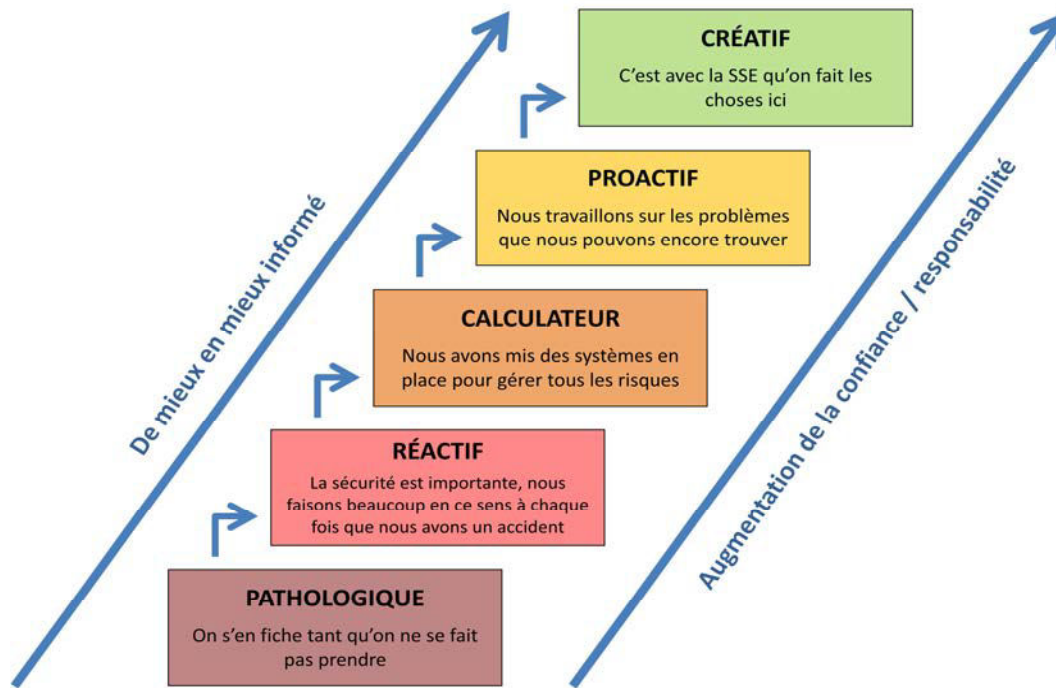 CRÉATIF
C'est avec la SSE qu'on fait les
choses ici
PROACTIF
Nous travaillons sur les problèmes
que nous pouvons encore trouver
CALCULATEUR
Nous avons mis des systèmes en
place pour gérer tous les risques
RÉACTIF
La sécurité est importante, nous
faisons beaucoup en ce sens à chaque
fois que nous avons un accident
PATHOLOGIQUE
On s'en fiche tant qu'on ne se fait
pas prendre
De mieux en mieux informé
Augmentation de la confiance / responsabilité